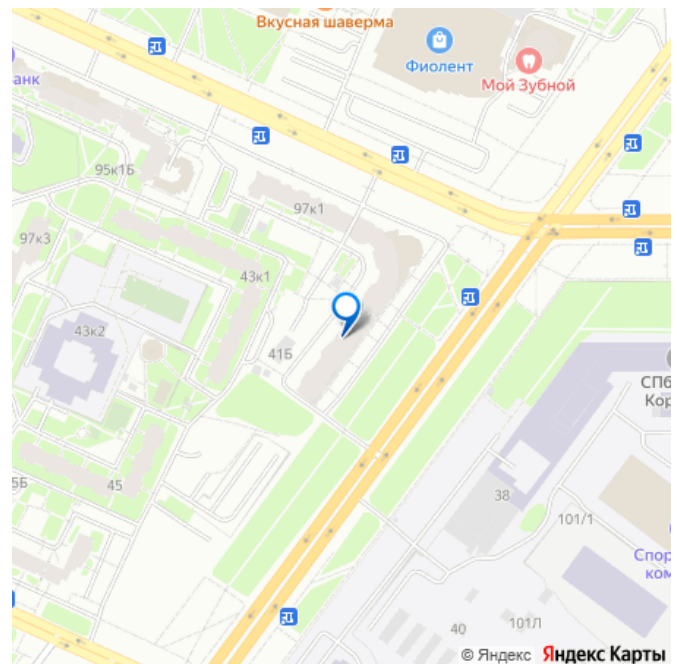 Вкусная шаверма
Фиолент
Мой Зубной
анк
95к1Б
97к1
97к3
43к1
43к2
41Б
СПб
Кор
5Б
45
38
101/1
Спор
ком
40
101Л
© Яндекс Яндекс Карты